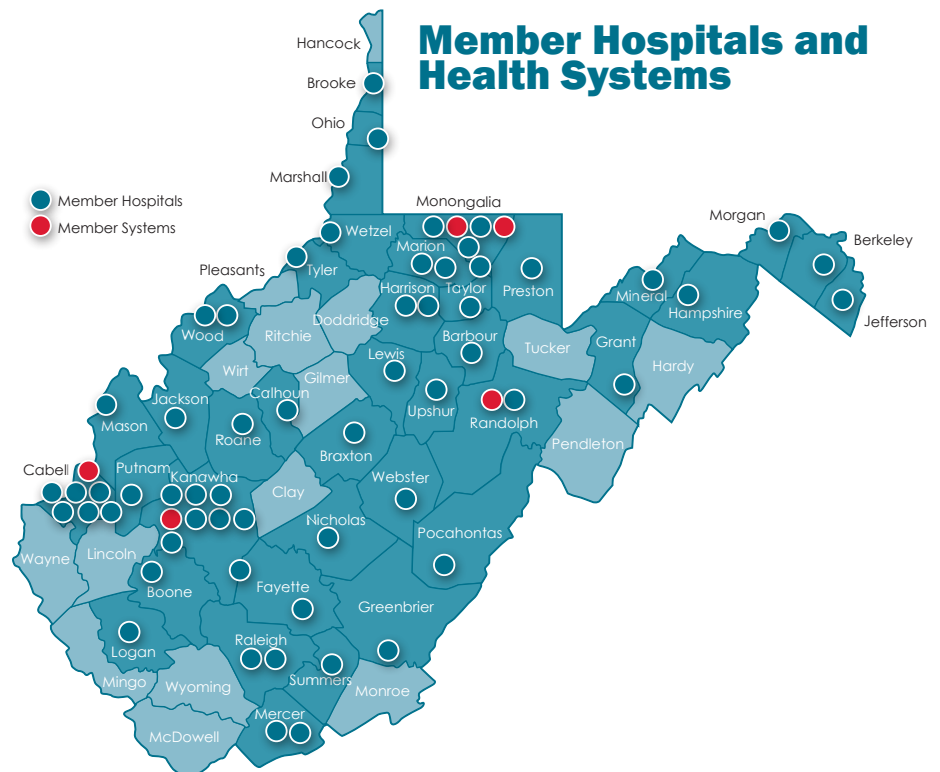 Member Hospitals and
Health Systems
Hancock
Brooke
Ohio
Marshall
Member Hospitals
Member Systems
Monongalia
Morgan
Wetzel
Marion
Berkeley
Pleasants
Tyler
Harrison
Taylor
Preston
Mineral
Hampshire
Jefferson
Doddridge
Wood
Ritchie
Barbour
Tucker
Grant
Lewis
Hardy
Wirt
Gilmer
Calhoun
Jackson
Upshur
Mason
Roane
Randolph
Braxton
Pendleton
Cabell
Putnam
Kanawha
Webster
Clay
Nicholas
Pocahontas
Wayne
Lincoln
Boone
Fayette
Greenbrier
Raleigh
Logan
Summers
Mingo
Wyoming
Monroe
Mercer
McDowell